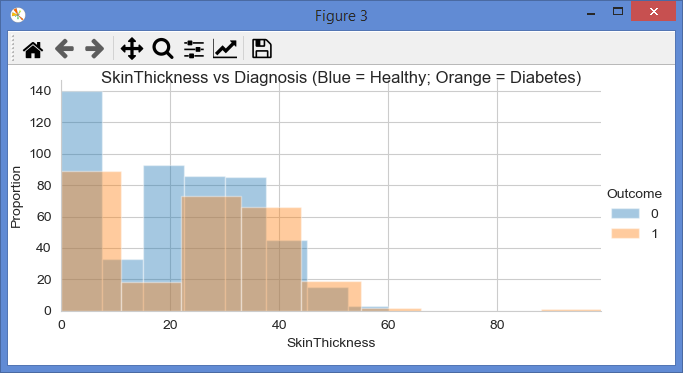 Figure 3
SkinThickness vs Diagnosis (Blue = Healthy; Orange = Diabetes)
140
120
100
80
60
40
20
0
Proportion
0 20 40 60 80
SkinThickness
Outcome
0
1